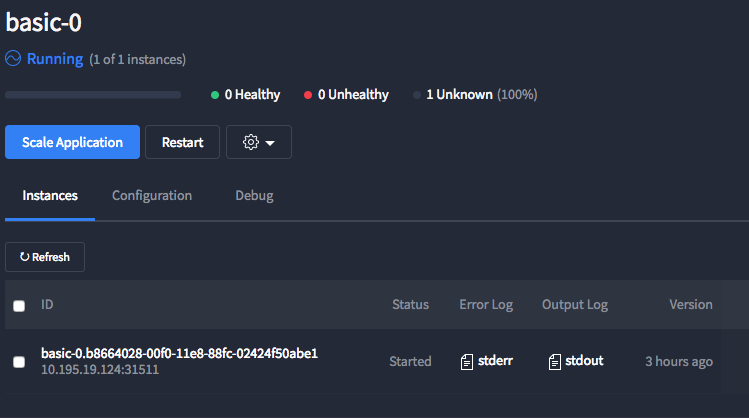 basic-0
Running (1 of 1 instances)
0 Healthy 0 Unhealthy 1 Unknown (100%)
Scale Application Restart
Instances Configuration Debug
Refresh
ID Status Error Log Output Log Version
basic-0.b8664028-00f0-11e8-88fc-02424f50abe1 Started stderr stdout 3 hours ago
10.195.19.124:31511